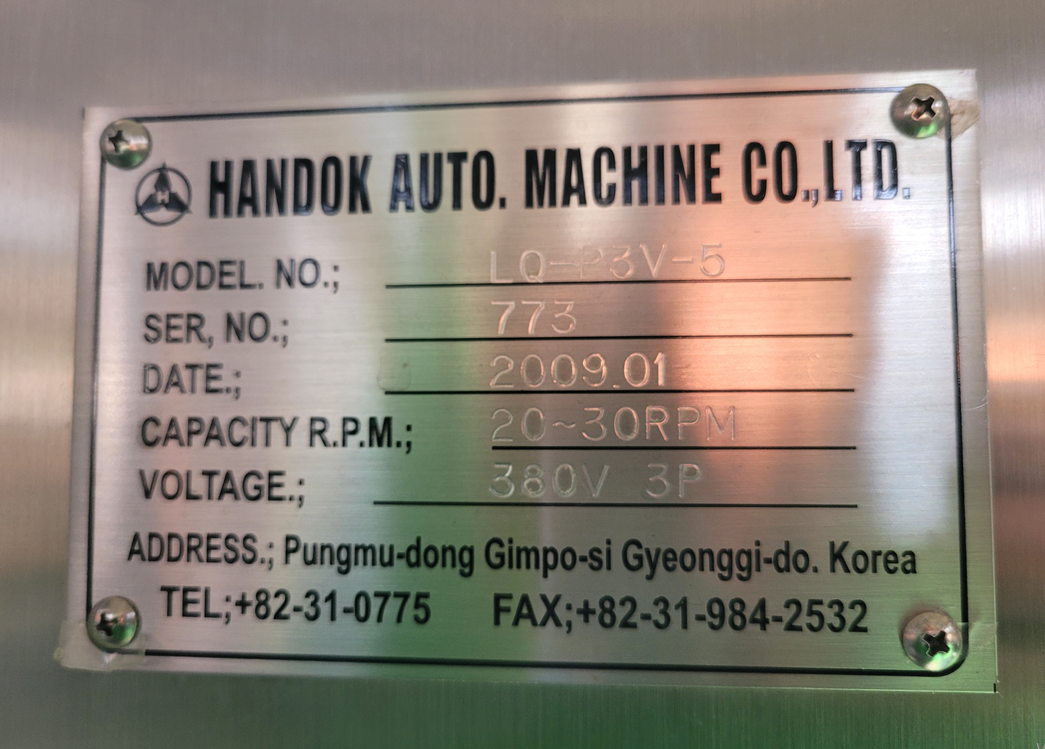 HANDOK AUTO. MACHINE CO.,LTD.
MODEL. NO.; LQ-P3V-5
SER, NO.; 773
DATE.; 2009.01
CAPACITY R.P.M.; 20~30RPM
VOLTAGE.; 380V 3P
ADDRESS.; Pungmu-dong Gimpo-si Gyeonggi-do. Korea
TEL;+82-31-0775 FAX;+82-31-984-2532